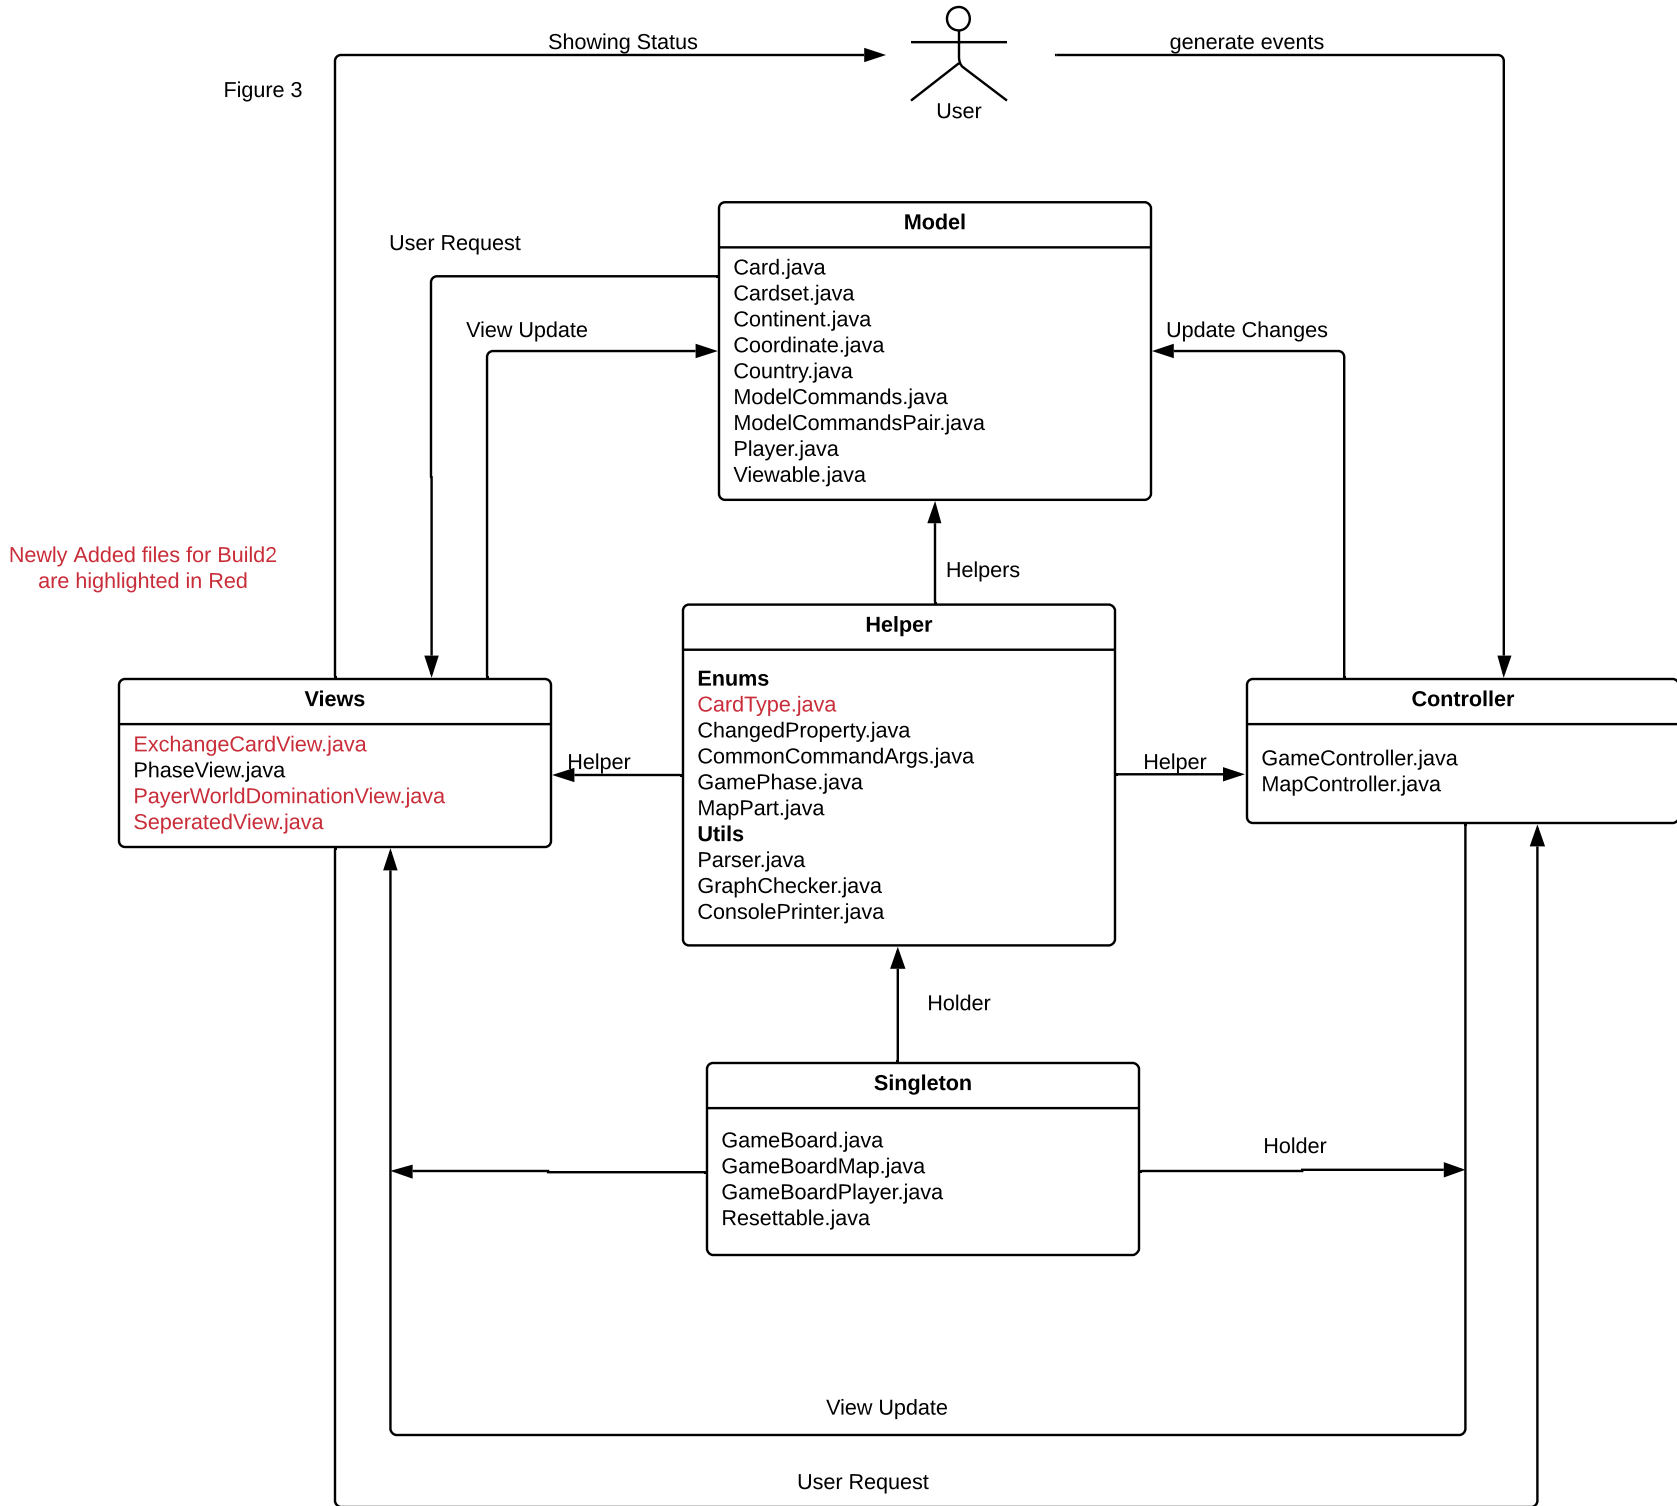 Showing Status
generate events
Figure 3
User
Model
Card.java
Cardset.java
Continent.java
Coordinate.java
Country.java
ModelCommands.java
ModelCommandsPair.java
Player.java
Viewable.java
User Request
View Update
Update Changes
Helpers
Newly Added files for Build2
are highlighted in Red
Views
ExchangeCardView.java
PhaseView.java
PayerWorldDominationView.java
SeperatedView.java
Helper
Helper
Enums
CardType.java
ChangedProperty.java
CommonCommandArgs.java
GamePhase.java
MapPart.java
Utils
Parser.java
GraphChecker.java
ConsolePrinter.java
Helper
Controller
GameController.java
MapController.java
Holder
Singleton
GameBoard.java
GameBoardMap.java
GameBoardPlayer.java
Resettable.java
Holder
View Update
User Request